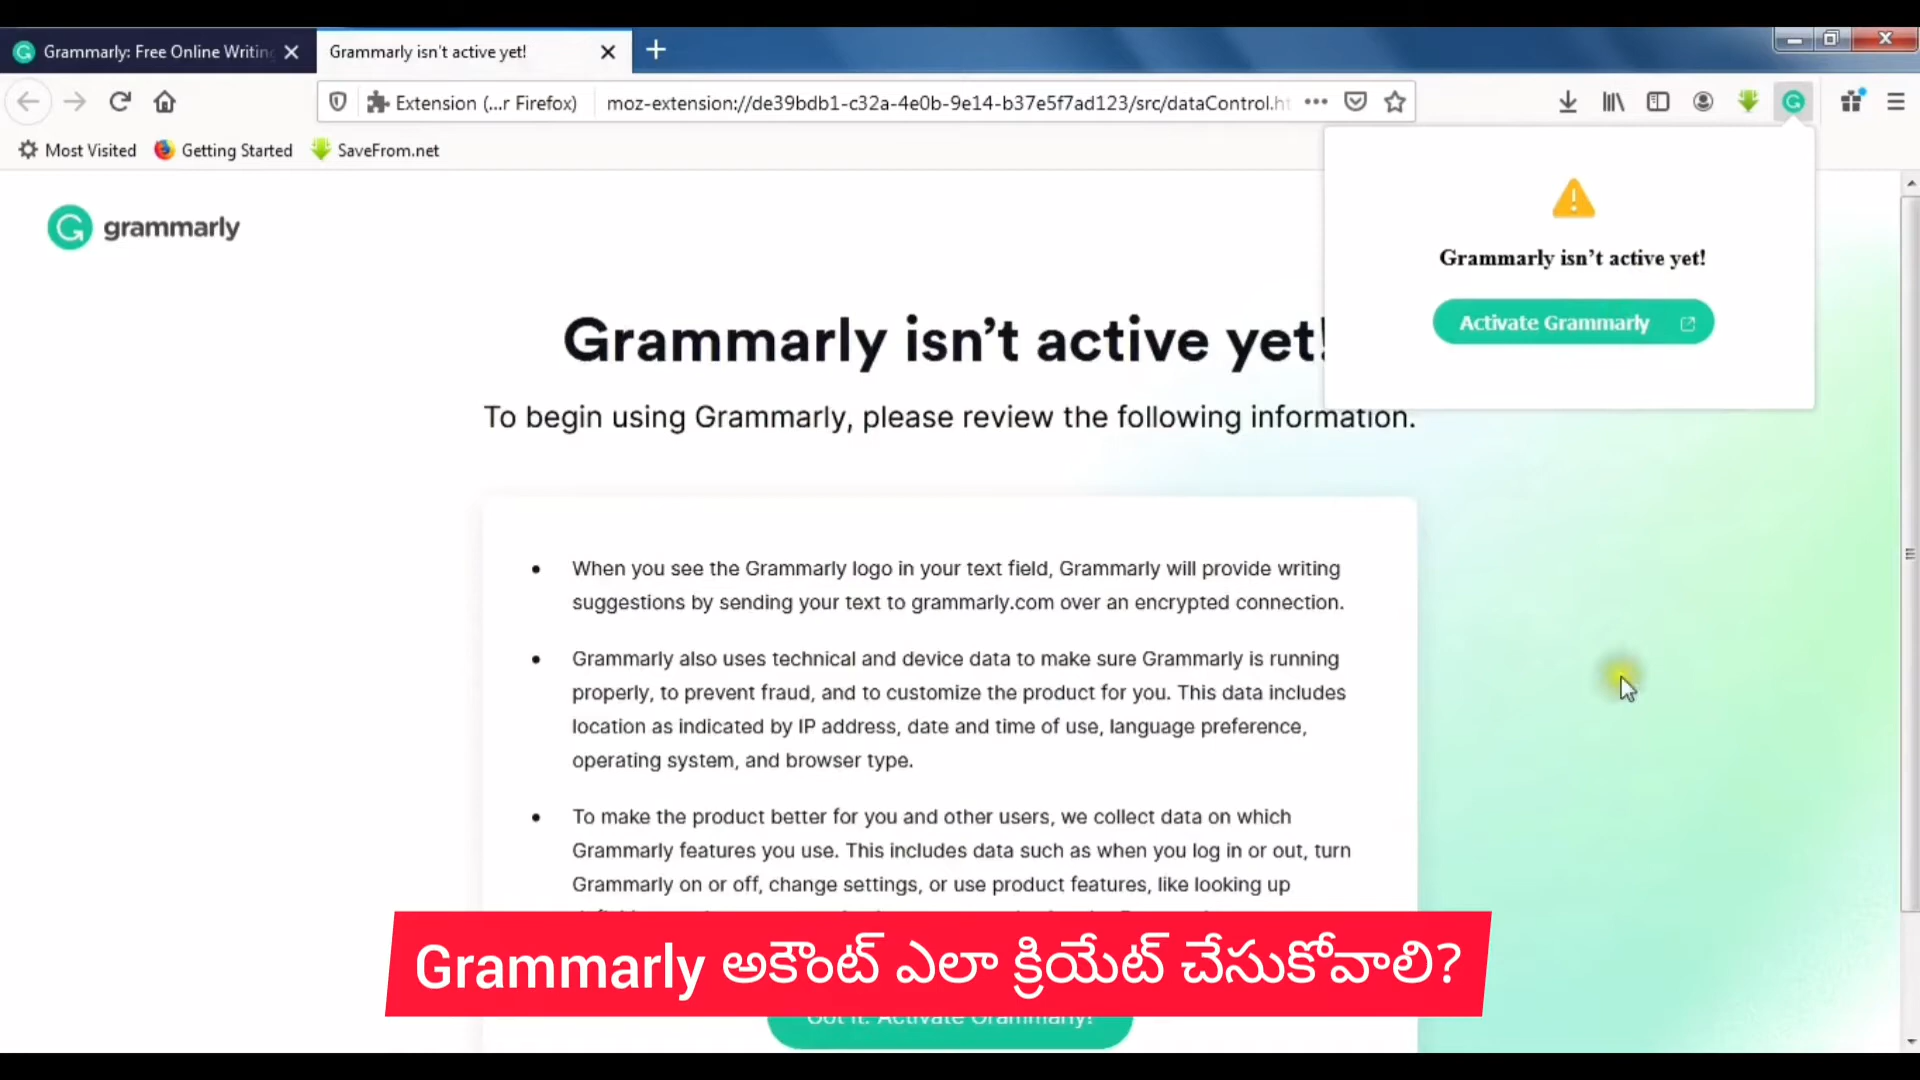 Grammarly: Free Online Writing
Grammarly isn't active yet!
Extension (...r Firefox)
moz-extension://de39bdb1-c32a-4e0b-9e14-b37e5f7ad123/src/dataControl.ht
Most Visited
Getting Started
SaveFrom.net
grammarly
Grammarly isn’t active yet!
Activate Grammarly
Grammarly isn’t active yet!
To begin using Grammarly, please review the following information.
• When you see the Grammarly logo in your text field, Grammarly will provide writing
suggestions by sending your text to grammarly.com over an encrypted connection.
• Grammarly also uses technical and device data to make sure Grammarly is running
properly, to prevent fraud, and to customize the product for you. This data includes
location as indicated by IP address, date and time of use, language preference,
operating system, and browser type.
• To make the product better for you and other users, we collect data on which
Grammarly features you use. This includes data such as when you log in or out, turn
Grammarly on or off, change settings, or use product features, like looking up
Grammarly అకౌంట్ ఎలా క్రియేట్ చేసుకోవాలి?
Got it. Activate Grammarly!